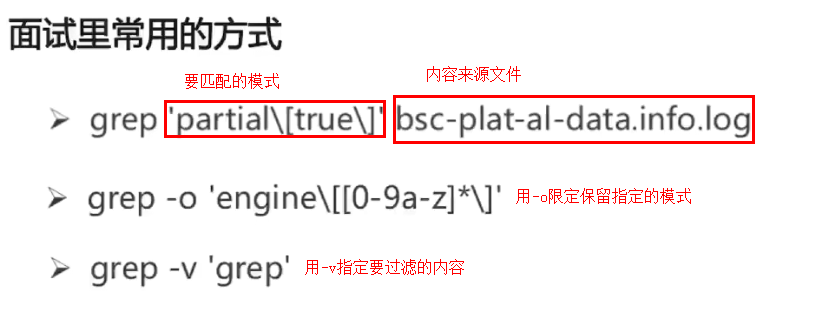 面试里常用的方式
要匹配的模式
内容来源文件
➢ grep 'partial\[true\]' bsc-plat-al-data.info.log
➢ grep -o 'engine\[[0-9a-z]*\]' 用-o限定保留指定的模式
➢ grep -v 'grep' 用-v指定要过滤的内容